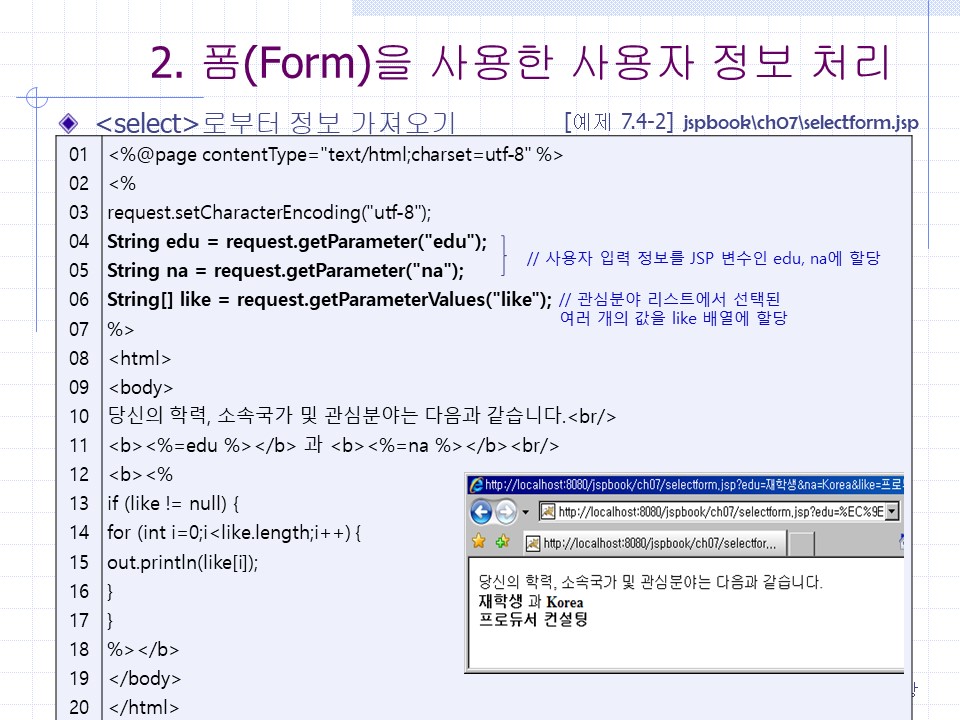 2. 폼(Form)을 사용한 사용자 정보 처리
<select>로부터 정보 가져오기
[예제 7.4-2] jspbook\ch07\selectform.jsp
01 <%@page contentType="text/html;charset=utf-8" %>
02 <%
03 request.setCharacterEncoding("utf-8");
04 String edu = request.getParameter("edu");
// 사용자 입력 정보를 JSP 변수인 edu, na에 할당
05 String na = request.getParameter("na");
06 String[] like = request.getParameterValues("like"); // 관심분야 리스트에서 선택된
여러 개의 값을 like 배열에 할당
07 %>
08 <html>
09 <body>
10 당신의 학력, 소속국가 및 관심분야는 다음과 같습니다.<br/>
11 <b><%=edu %></b> 과 <b><%=na %></b><br/>
12 <b><%
13 if (like != null) {
14 for (int i=0;i<like.length;i++) {
15 out.println(like[i]);
16 }
17 }
18 %></b>
19 </body>
20 </html>
http://localhost:8080/jspbook/ch07/selectform.jsp?edu=재학생&na=Korea&like=프로듀
http://localhost:8080/jspbook/ch07/selectform.jsp?edu=%EC%9E
http://localhost:8080/jspbook/ch07/selectfor...
당신의 학력, 소속국가 및 관심분야는 다음과 같습니다.
재학생 과 Korea
프로듀서 컨설팅